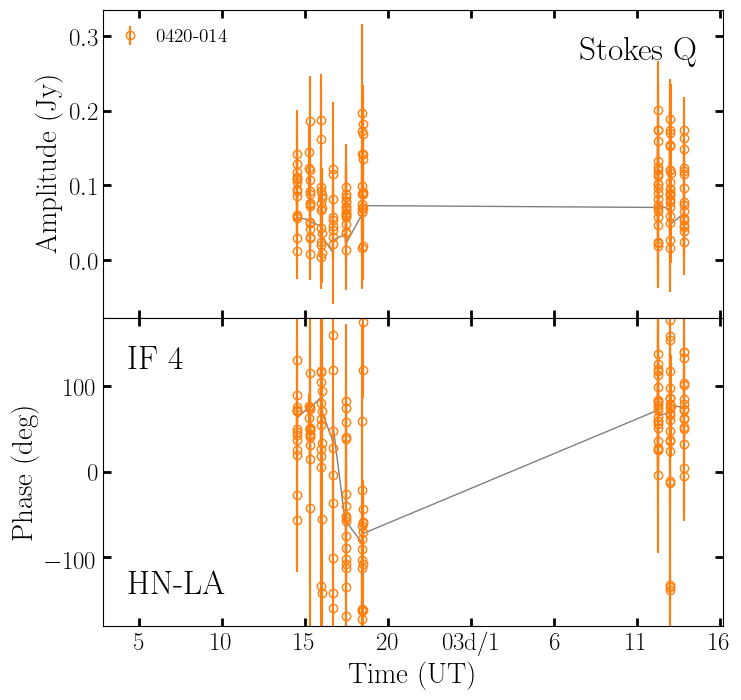 0420-014
Stokes Q
Amplitude (Jy)
0.3
0.2
0.1
0.0
IF 4
Phase (deg)
100
0
−100
HN-LA
5 10 15 20 03d/1 6 11 16
Time (UT)